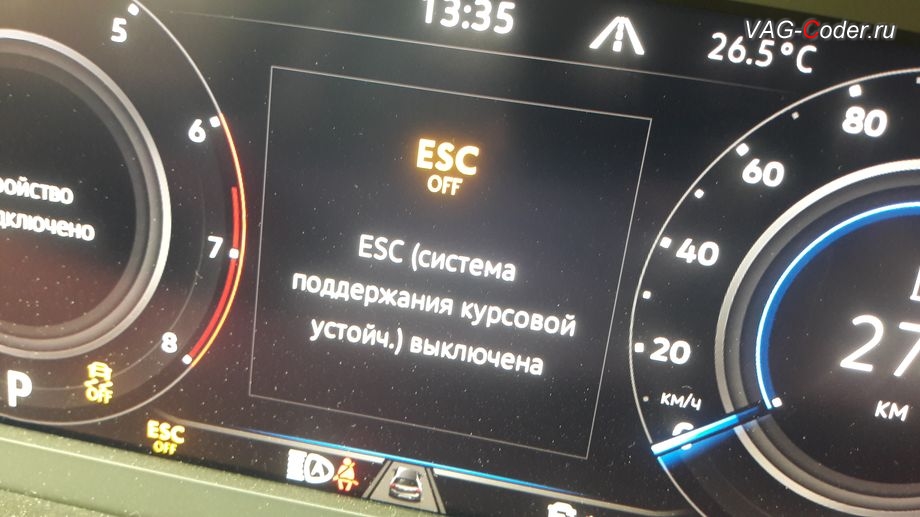 VAG-Coder.ru
13:35
26.5°C
5
6
7
8
80
60
40
20
км/ч
ESC
OFF
ESC (система
поддержания курсовой
устойч.) выключена
27
км
P
OFF
ESC
OFF